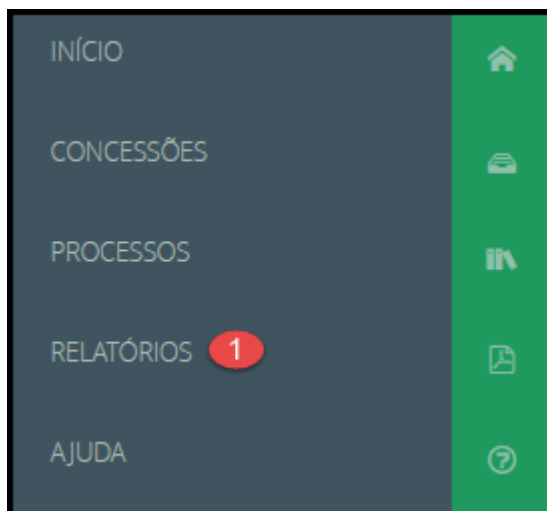 INÍCIO
CONCESSÕES
PROCESSOS
RELATÓRIOS 1
AJUDA